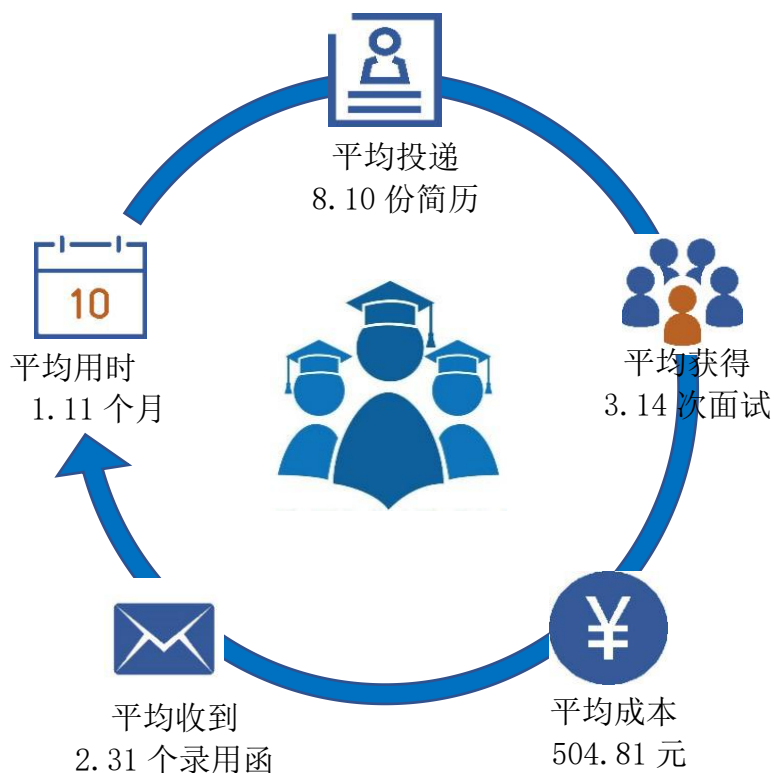 平均投递
8.10 份简历
10
平均用时
1.11 个月
平均获得
3.14 次面试
¥
平均收到
2.31 个录用函
平均成本
504.81 元